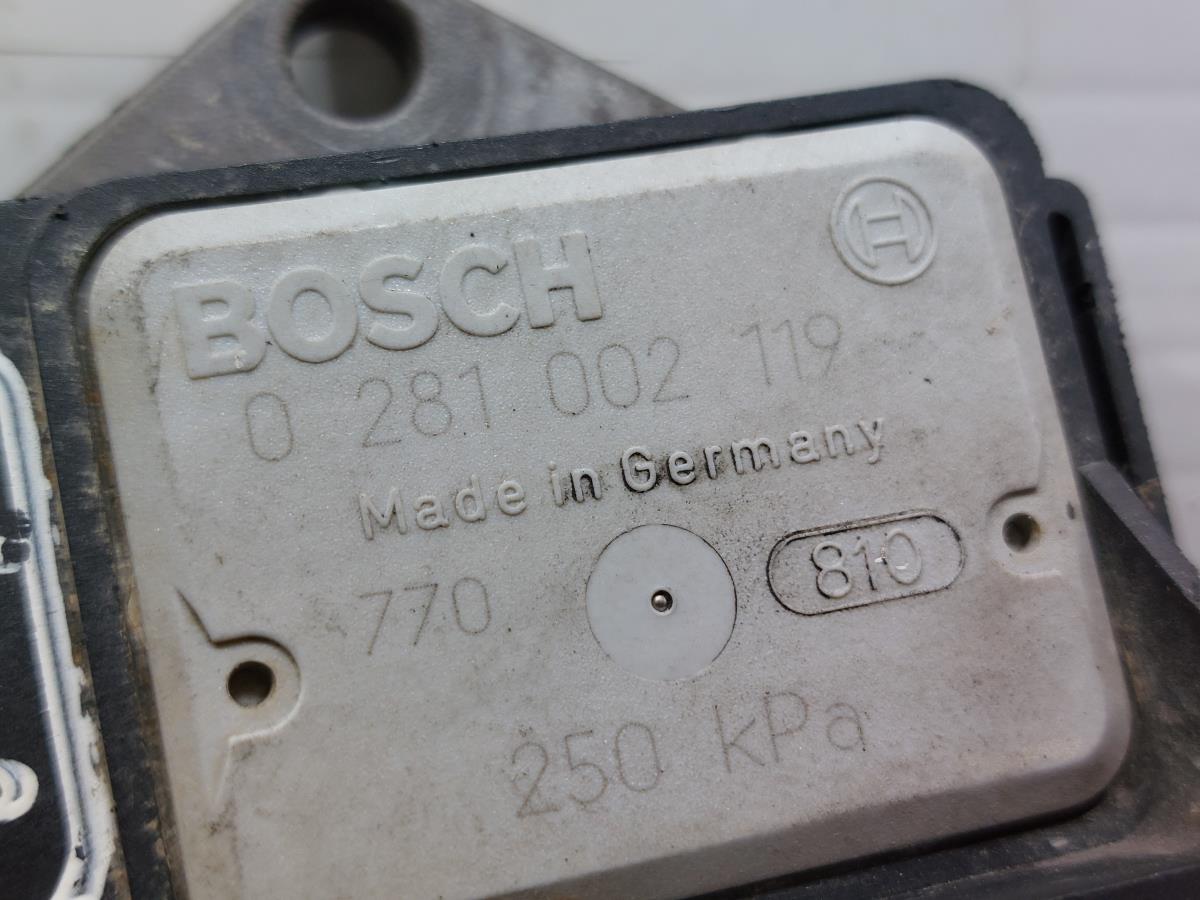 BOSCH
0 281 002 119
Made in Germany
770
810
250 kPa